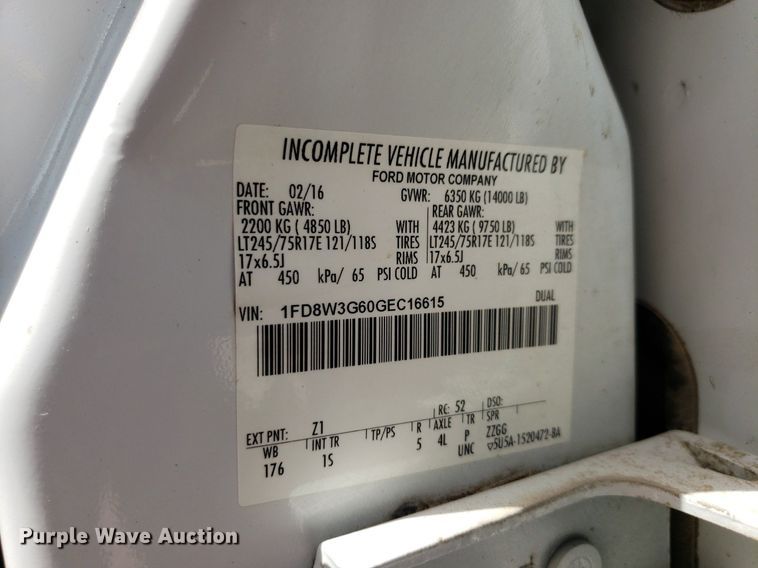 INCOMPLETE VEHICLE MANUFACTURED BY
FORD MOTOR COMPANY
DATE: 02/16 GVWR: 6350 KG (14000 LB)
FRONT GAWR: REAR GAWR:
2200 KG ( 4850 LB) WITH 4423 KG ( 9750 LB) WITH
LT245/75R17E 121/118S TIRES LT245/75R17E 121/118S TIRES
17x6.5J RIMS 17x6.5J RIMS
AT 450 kPa/ 65 PSI COLD AT 450 kPa/ 65 PSI COLD
VIN: 1FD8W3G60GEC16615 DUAL
EXT PNT: Z1 RC: 52 DSO:
WB INT TR TP/PS R AXLE TR SPR
176 1S 5 4L P ZZGG
UNC 5U5A-1520472-BA
Purple Wave Auction